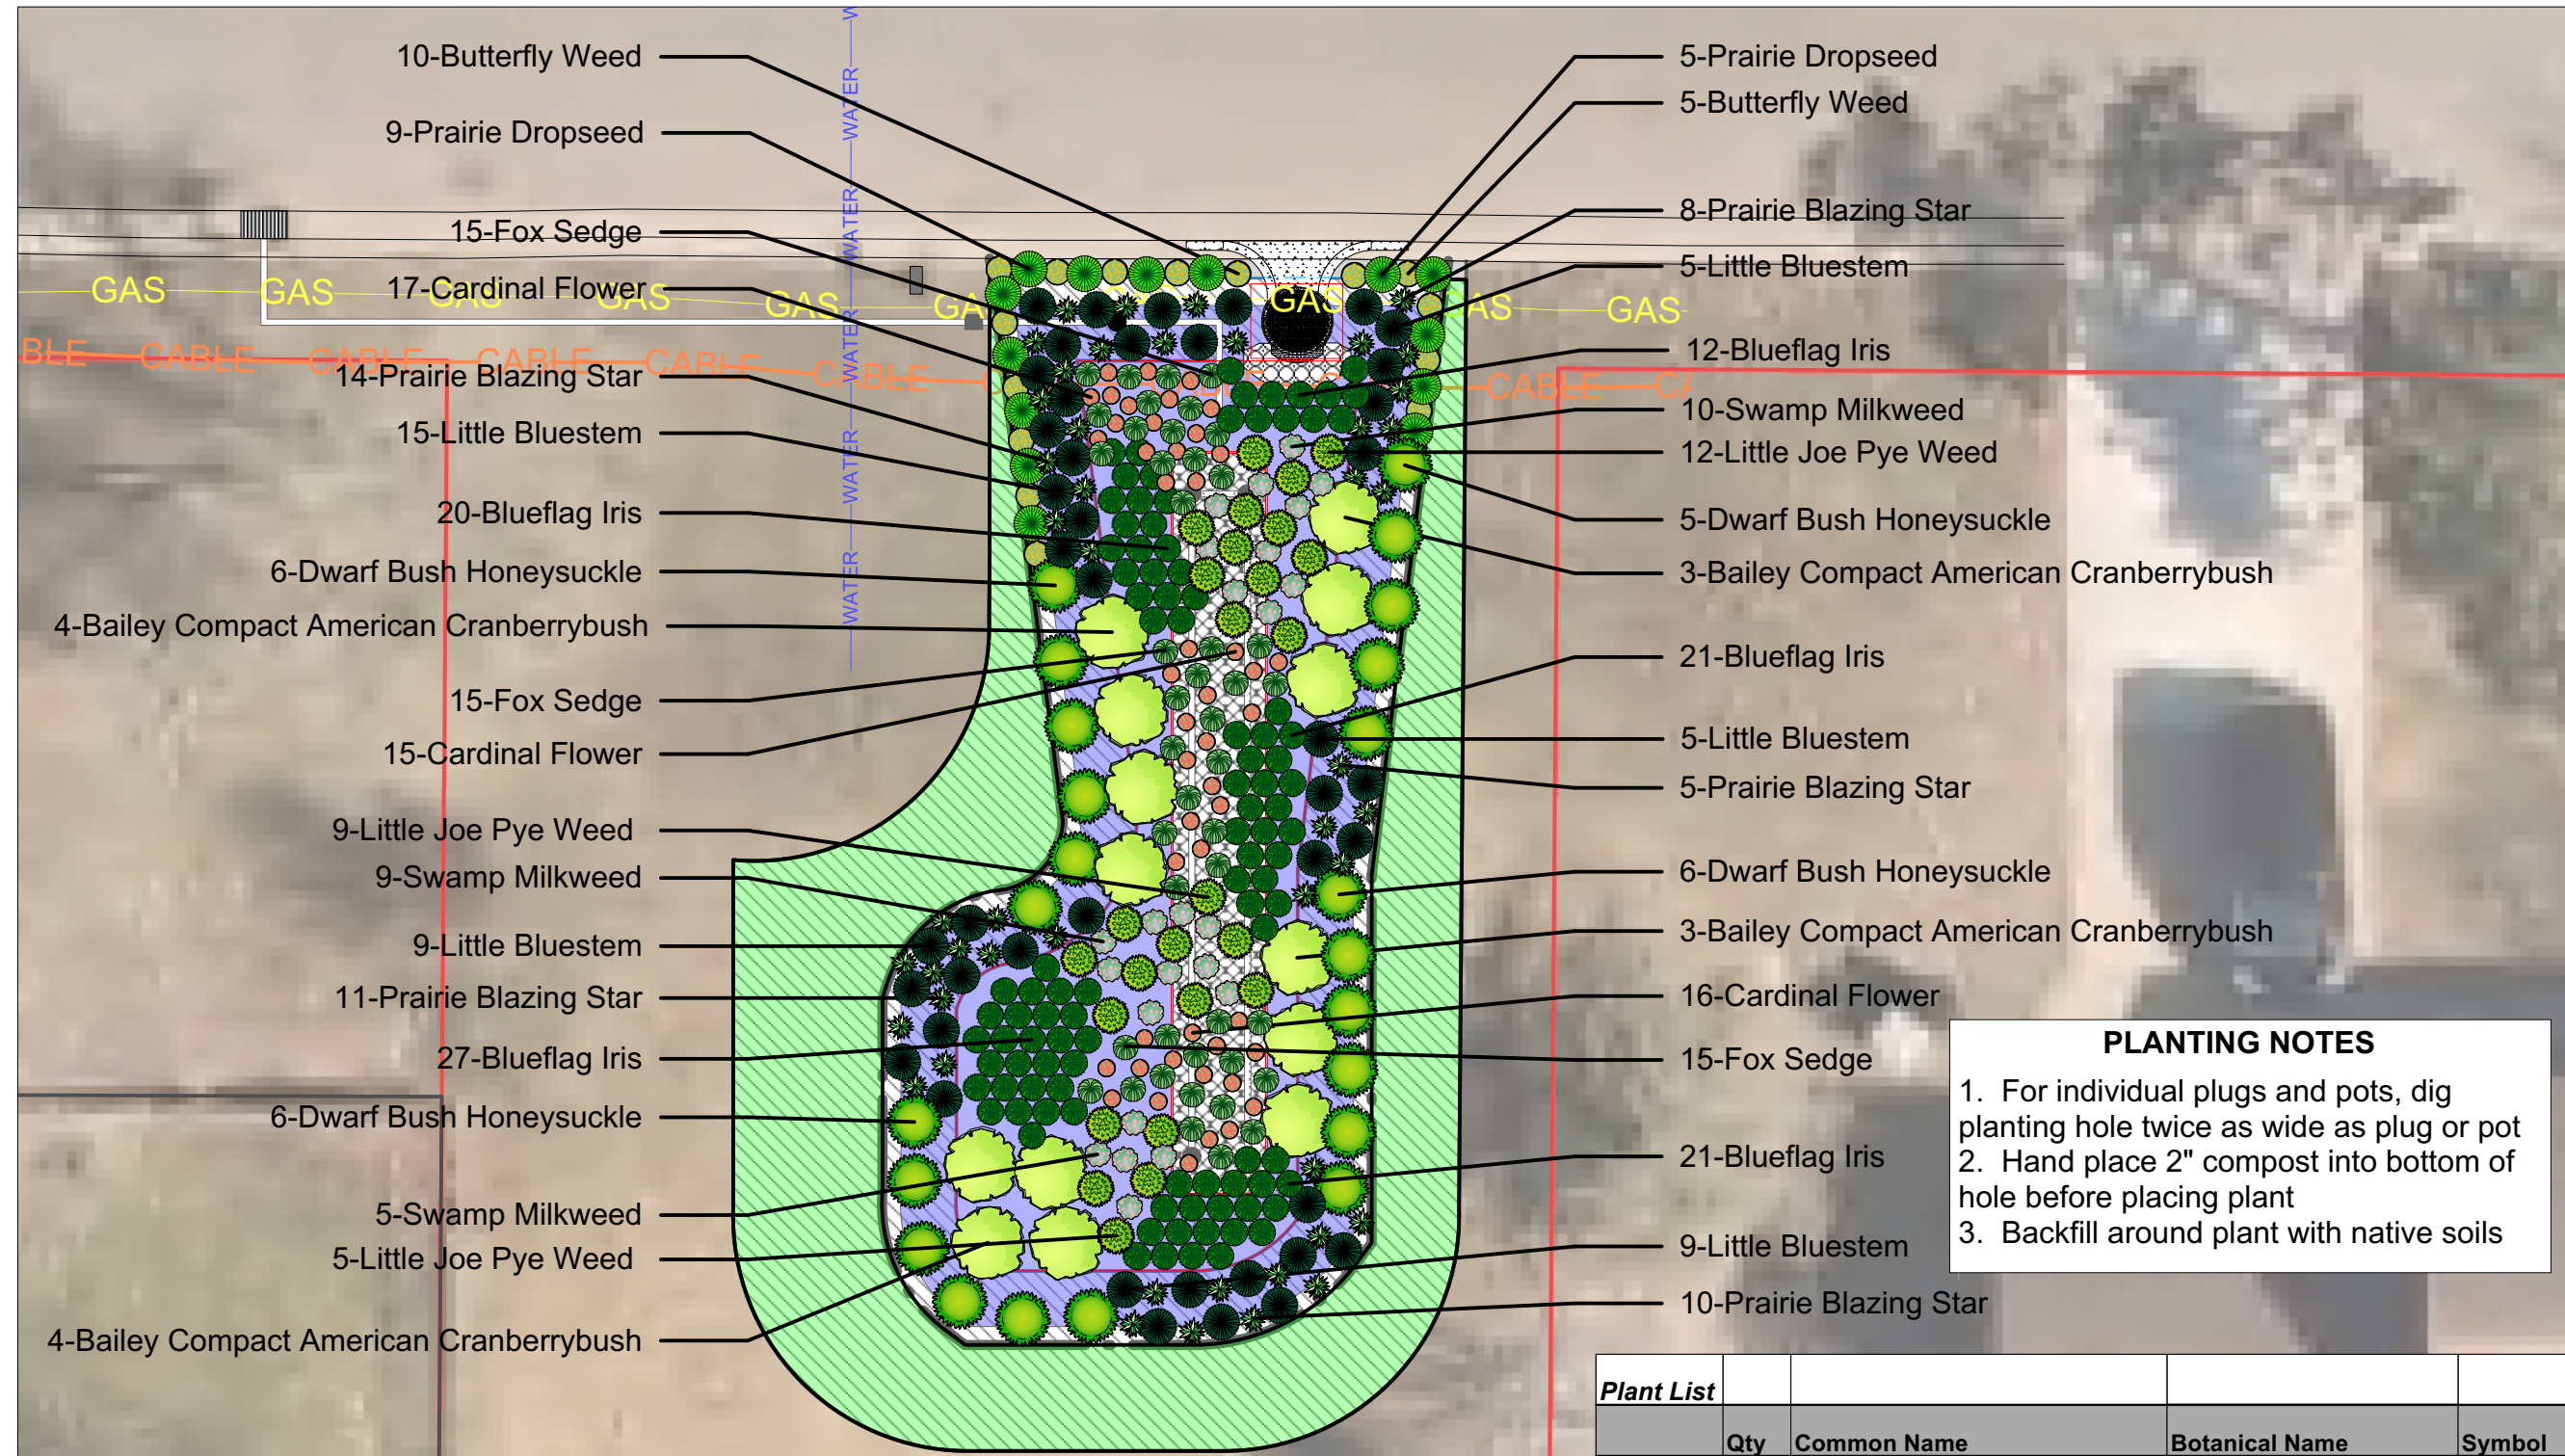 10-Butterfly Weed
9-Prairie Dropseed
15-Fox Sedge
17-Cardinal Flower
14-Prairie Blazing Star
15-Little Bluestem
20-Blueflag Iris
6-Dwarf Bush Honeysuckle
4-Bailey Compact American Cranberrybush
15-Fox Sedge
15-Cardinal Flower
9-Little Joe Pye Weed
9-Swamp Milkweed
9-Little Bluestem
11-Prairie Blazing Star
27-Blueflag Iris
6-Dwarf Bush Honeysuckle
5-Swamp Milkweed
5-Little Joe Pye Weed
4-Bailey Compact American Cranberrybush
WATER WATER WATER WATER WATER
GAS GAS GAS GAS GAS GAS GAS GAS
CABLE CABLE CABLE CABLE CABLE CABLE
5-Prairie Dropseed
5-Butterfly Weed
8-Prairie Blazing Star
5-Little Bluestem
12-Blueflag Iris
10-Swamp Milkweed
12-Little Joe Pye Weed
5-Dwarf Bush Honeysuckle
3-Bailey Compact American Cranberrybush
21-Blueflag Iris
5-Little Bluestem
5-Prairie Blazing Star
6-Dwarf Bush Honeysuckle
3-Bailey Compact American Cranberrybush
16-Cardinal Flower
15-Fox Sedge
21-Blueflag Iris
9-Little Bluestem
10-Prairie Blazing Star
PLANTING NOTES
1. For individual plugs and pots, dig
planting hole twice as wide as plug or pot
2. Hand place 2" compost into bottom of
hole before placing plant
3. Backfill around plant with native soils
Plant List
Qty Common Name Botanical Name Symbol